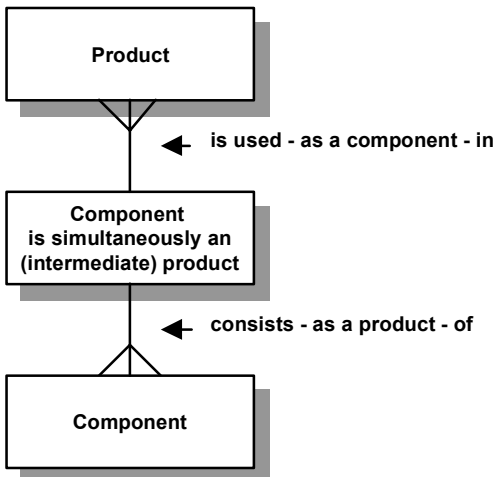 Product
is used - as a component - in
Component
is simultaneously an
(intermediate) product
consists - as a product - of
Component